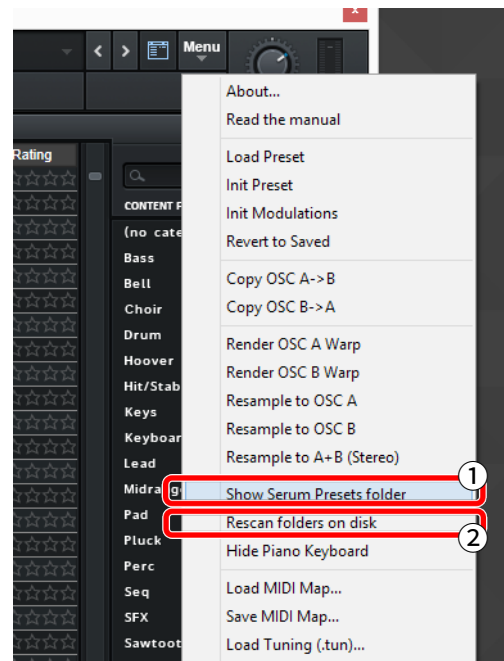 x
Menu
About...
Read the manual
Load Preset
Init Preset
Init Modulations
Revert to Saved
Copy OSC A->B
Copy OSC B->A
Render OSC A Warp
Render OSC B Warp
Resample to OSC A
Resample to OSC B
Resample to A+B (Stereo)
1
Show Serum Presets folder
Rescan folders on disk
2
Hide Piano Keyboard
Load MIDI Map...
Save MIDI Map...
Load Tuning (.tun)...
Rating
CONTENT F
(no cate
Bass
Bell
Choir
Drum
Hoover
Hit/Stab
Keys
Keyboar
Lead
Midrang
Pad
Pluck
Perc
Seq
SFX
Sawtoot